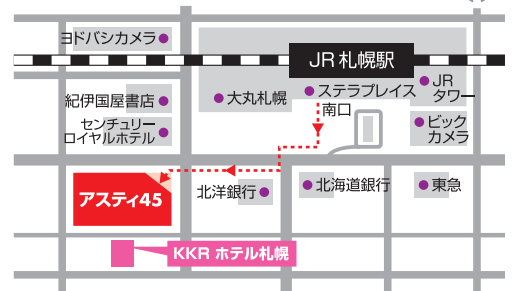 ヨドバシカメラ
JR 札幌駅
紀伊国屋書店
大丸札幌
ステラプレイス
JR
タワー
南口
センチュリー
ロイヤルホテル
ビック
カメラ
アスティ45
北洋銀行
北海道銀行
東急
KKR ホテル札幌